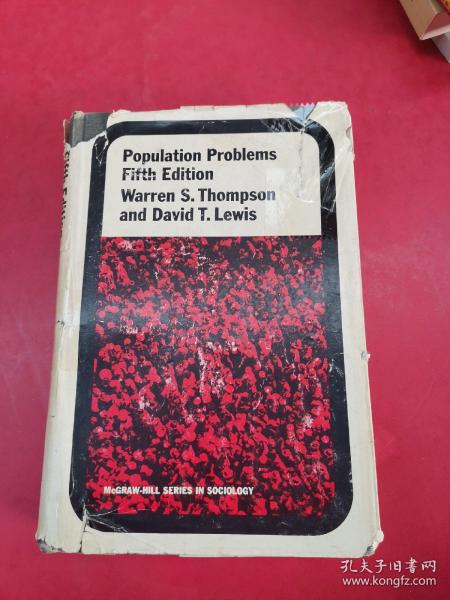 Population Problems
Fifth Edition
Warren S. Thompson
and David T. Lewis
McGRAW-HILL SERIES IN SOCIOLOGY
孔夫子旧书网
www.kongfz.com